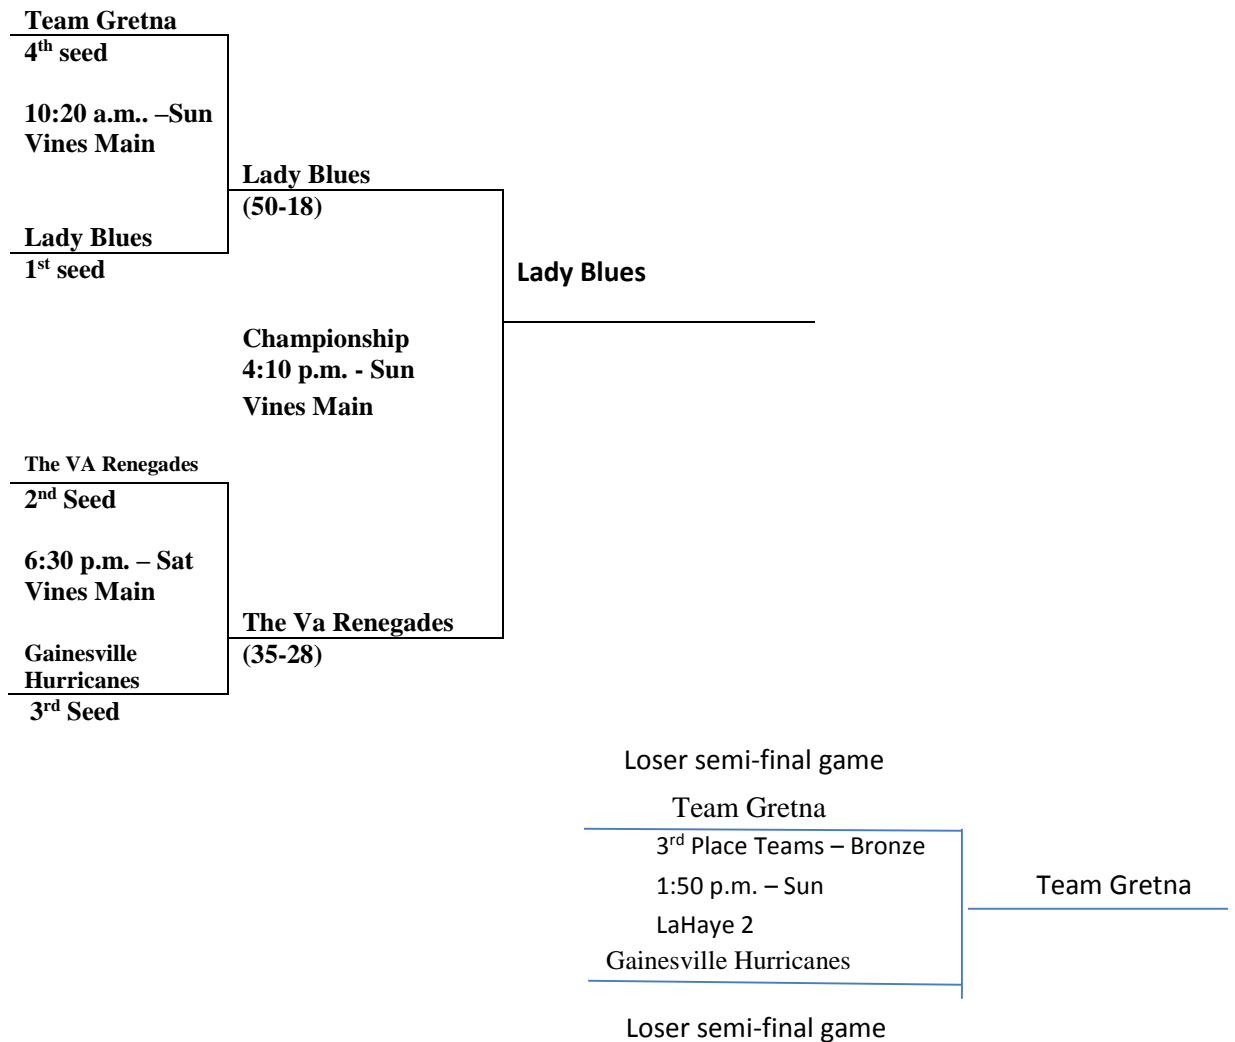 Team Gretna
4th seed
10:20 a.m.. –Sun
Vines Main
Lady Blues
(50-18)
Lady Blues
1st seed
Lady Blues
Championship
4:10 p.m. - Sun
Vines Main
The VA Renegades
2nd Seed
6:30 p.m. – Sat
Vines Main
The Va Renegades
(35-28)
Gainesville
Hurricanes
3rd Seed
Loser semi-final game
Team Gretna
3rd Place Teams – Bronze
1:50 p.m. – Sun
LaHaye 2
Team Gretna
Gainesville Hurricanes
Loser semi-final game